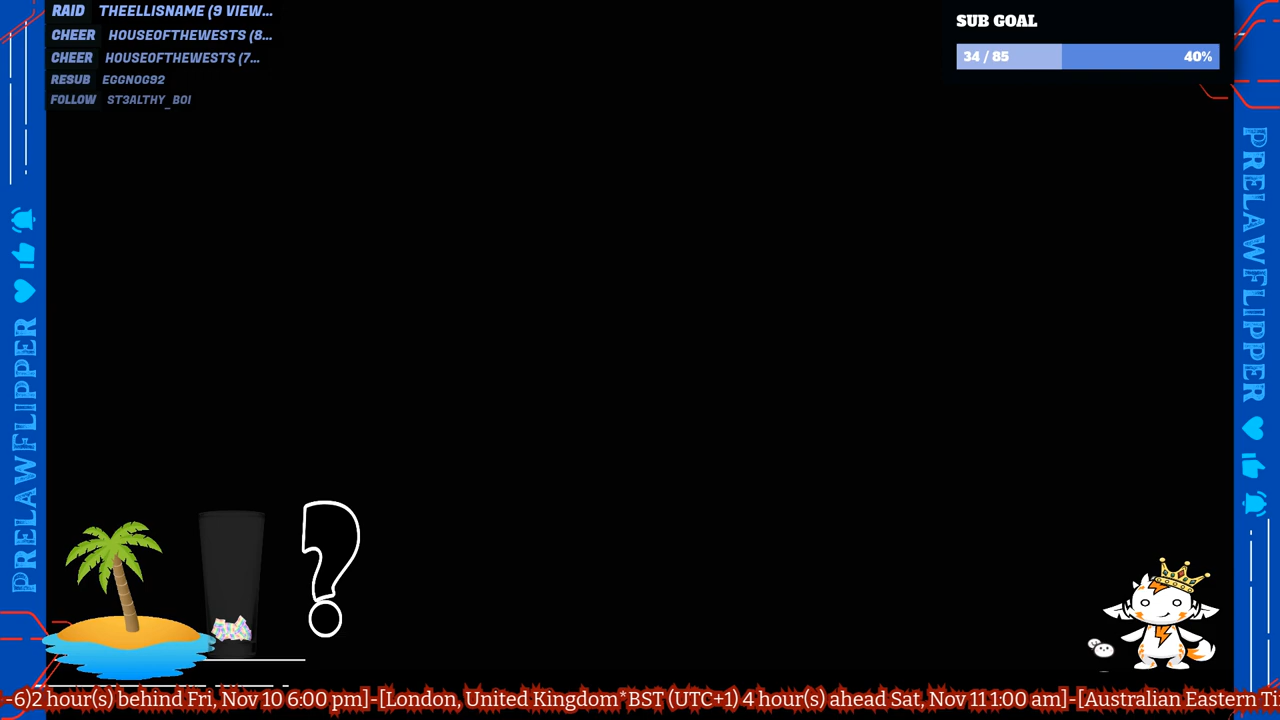 RAID THEELLISNAME (9 VIEW...
CHEER HOUSEOFTHEWESTS (8...
CHEER HOUSEOFTHEWESTS (7...
RESUB EGGNOG92
FOLLOW ST3ALTHY_BOI
SUB GOAL
34 / 85 40%
PRELAWFLIPPER
PRELAWFLIPPER
?
-6)2 hour(s) behind Fri, Nov 10 6:00 pm]-[London, United Kingdom*BST (UTC+1) 4 hour(s) ahead Sat, Nov 11 1:00 am]-[Australian Eastern Ti